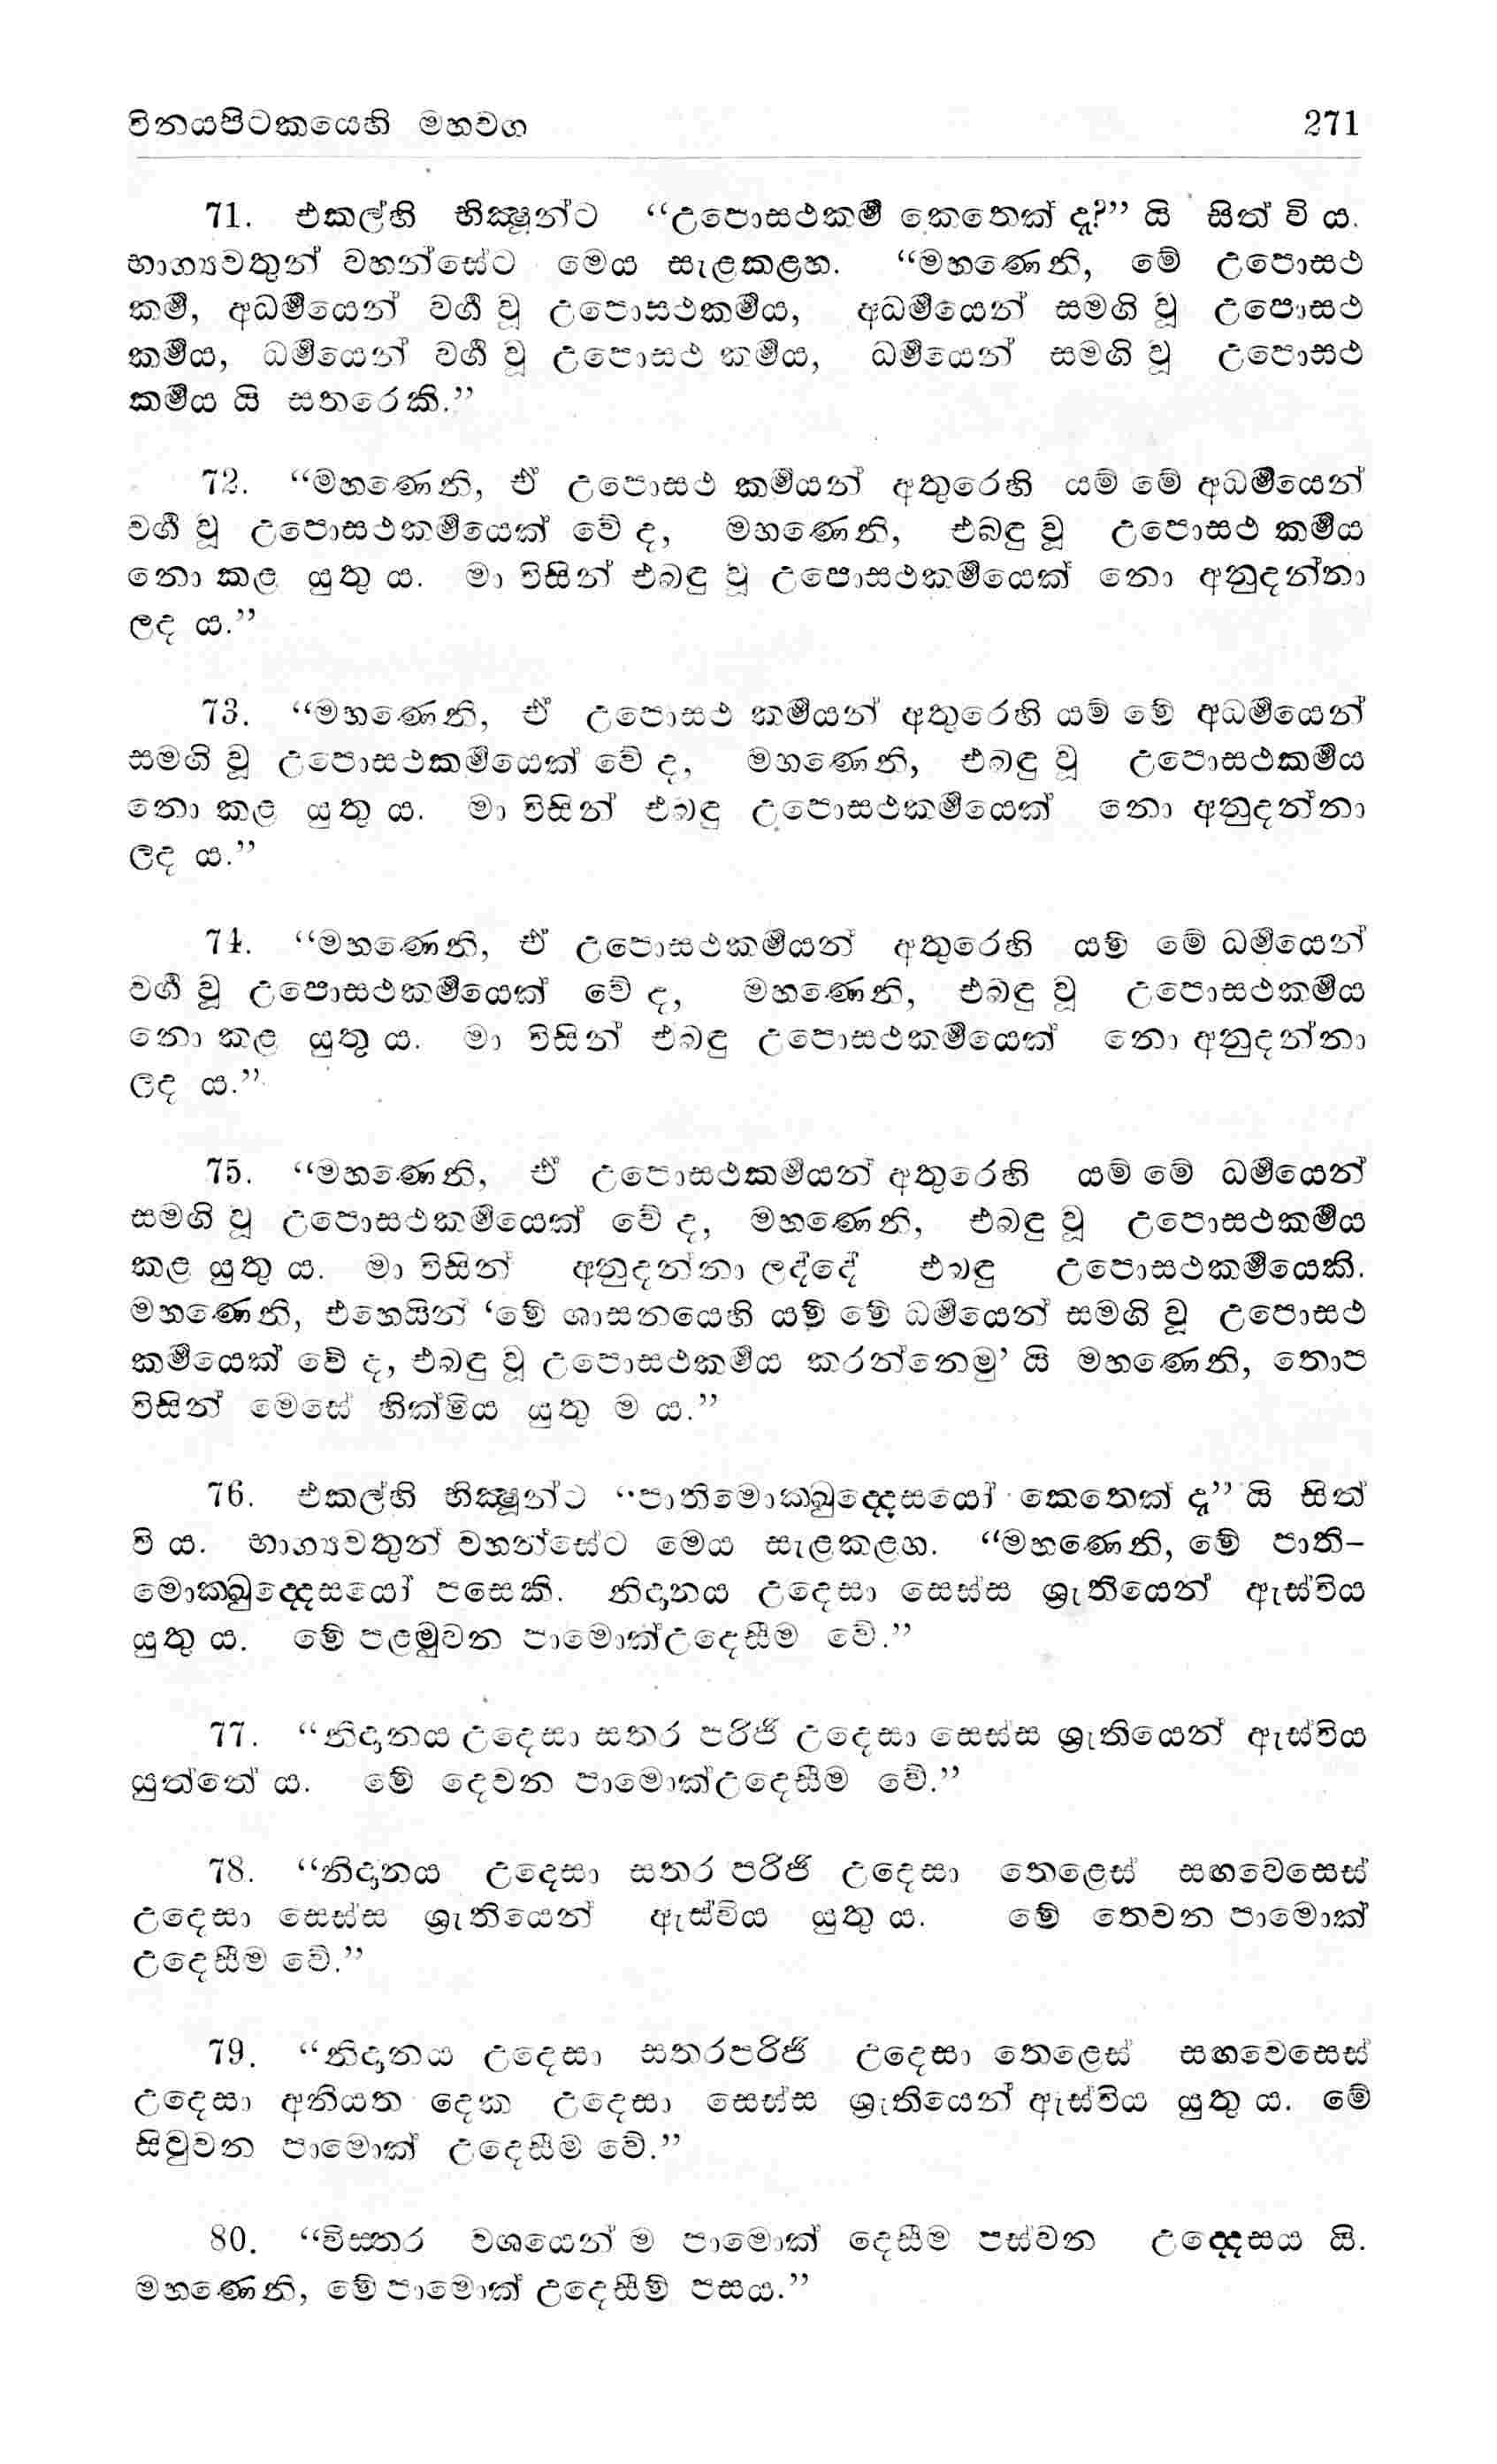 විනයපිටකයෙහි මහවග 271
71. එකල්හි භික්‍ෂූන්ට “උපොසථකර්‍ම කෙතෙක් ද?” යි සිත් වි ය.
භාග්‍යවතුන් වහන්සේට මෙය සැළකළහ. “මහණෙනි, මේ උපොසථ
කර්‍ම, අධර්‍මයෙන් වර්‍ග වූ උපොසථකර්‍මය, අධර්‍මයෙන් සමගි වූ උපොසථ
කර්‍මය, ධර්‍මයෙන් වර්‍ග වූ උපොසථ කර්‍මය, ධර්‍මයෙන් සමගි වූ උපොසථ
කර්‍මය යි සතරෙකි.”
72. “මහණෙනි, ඒ උපොසථ කර්‍මයන් අතුරෙහි යම් මේ අධර්‍මයෙන්
වර්‍ග වූ උපොසථකර්‍මයෙක් වේ ද, මහණෙනි, එබඳු වූ උපොසථ කර්‍මය
නො කළ යුතු ය. මා විසින් එබඳු වූ උපොසථකර්‍මයෙක් නො අනුදන්නා
ලද ය.”
73. “මහණෙනි, ඒ උපොසථ කර්‍මයන් අතුරෙහි යම් මේ අධර්‍මයෙන්
සමගි වූ උපොසථකර්‍මයෙක් වේ ද, මහණෙනි, එබඳු වූ උපොසථකර්‍මය
නො කළ යුතු ය. මා විසින් එබඳු උපොසථකර්‍මයෙක් නො අනුදන්නා
ලද ය.”
74. “මහණෙනි, ඒ උපොසථකර්‍මයන් අතුරෙහි යම් මේ ධර්‍මයෙන්
වර්‍ග වූ උපොසථකර්‍මයෙක් වේ ද, මහණෙනි, එබඳු වූ උපොසථකර්‍මය
නො කළ යුතු ය. මා විසින් එබඳු උපොසථකර්‍මයෙක් නො අනුදන්නා
ලද ය.”
75. “මහණෙනි, ඒ උපොසථකර්‍මයන් අතුරෙහි යම් මේ ධර්‍මයෙන්
සමගි වූ උපොසථකර්‍මයෙක් වේ ද, මහණෙනි, එබඳු වූ උපොසථකර්‍මය
කළ යුතු ය. මා විසින් අනුදන්නා ලද්දේ එබඳු උපොසථකර්‍මයෙකි.
මහණෙනි, එහෙයින් ‘මේ ශාසනයෙහි යම් මේ ධර්‍මයෙන් සමගි වූ උපොසථ
කර්‍මයෙක් වේ ද, එබඳු වූ උපොසථකර්‍මය කරන්නෙමු’ යි මහණෙනි, තොප
විසින් මෙසේ හික්මිය යුතු ම ය.”
76. එකල්හි භික්‍ෂූන්ට “පාතිමොක්‍ඛුද්‍දෙසයෝ කෙතෙක් ද” යි සිත්
වි ය. භාග්‍යවතුන් වහන්සේට මෙය සැළකළහ. “මහණෙනි, මේ පාති–
මොක්‍ඛුද්‍දෙසයෝ පසෙකි. නිදානය උදෙසා සෙස්ස ශ්‍රැතියෙන් ඇස්විය
යුතු ය. මේ පළමුවන පාමොක්උදෙසීම වේ.”
77. “නිදානය උදෙසා සතර පරිජි උදෙසා සෙස්ස ශ්‍රැතියෙන් ඇස්විය
යුත්තේ ය. මේ දෙවන පාමොක්උදෙසීම වේ.”
78. “නිදානය උදෙසා සතර පරිජි උදෙසා තෙළෙස් සඟවෙසෙස්
උදෙසා සෙස්ස ශ්‍රැතියෙන් ඇස්විය යුතු ය. මේ තෙවන පාමොක්
උදෙසීම වේ.”
79. “නිදානය උදෙසා සතරපරිජි උදෙසා තෙළෙස් සඟවෙසෙස්
උදෙසා අනියත දෙක උදෙසා සෙස්ස ශ්‍රැතියෙන් ඇස්විය යුතු ය. මේ
සිවුවන පාමොක් උදෙසීම වේ.”
80. “විස්තර වශයෙන් ම පාමොක් දෙසීම පස්වන උද්‍දෙසය යි.
මහණෙනි, මේ පාමොක් උදෙසීම් පසය.”